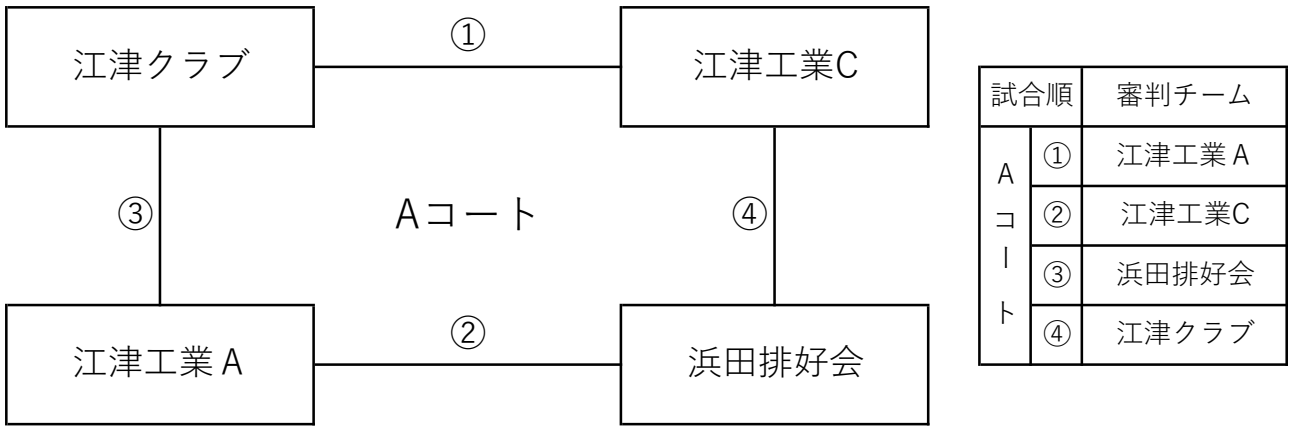 江津クラブ
①
江津工業C
③
Aコート
④
江津工業A
②
浜田排好会
試合順 審判チーム
Aコート
① 江津工業A
② 江津工業C
③ 浜田排好会
④ 江津クラブ